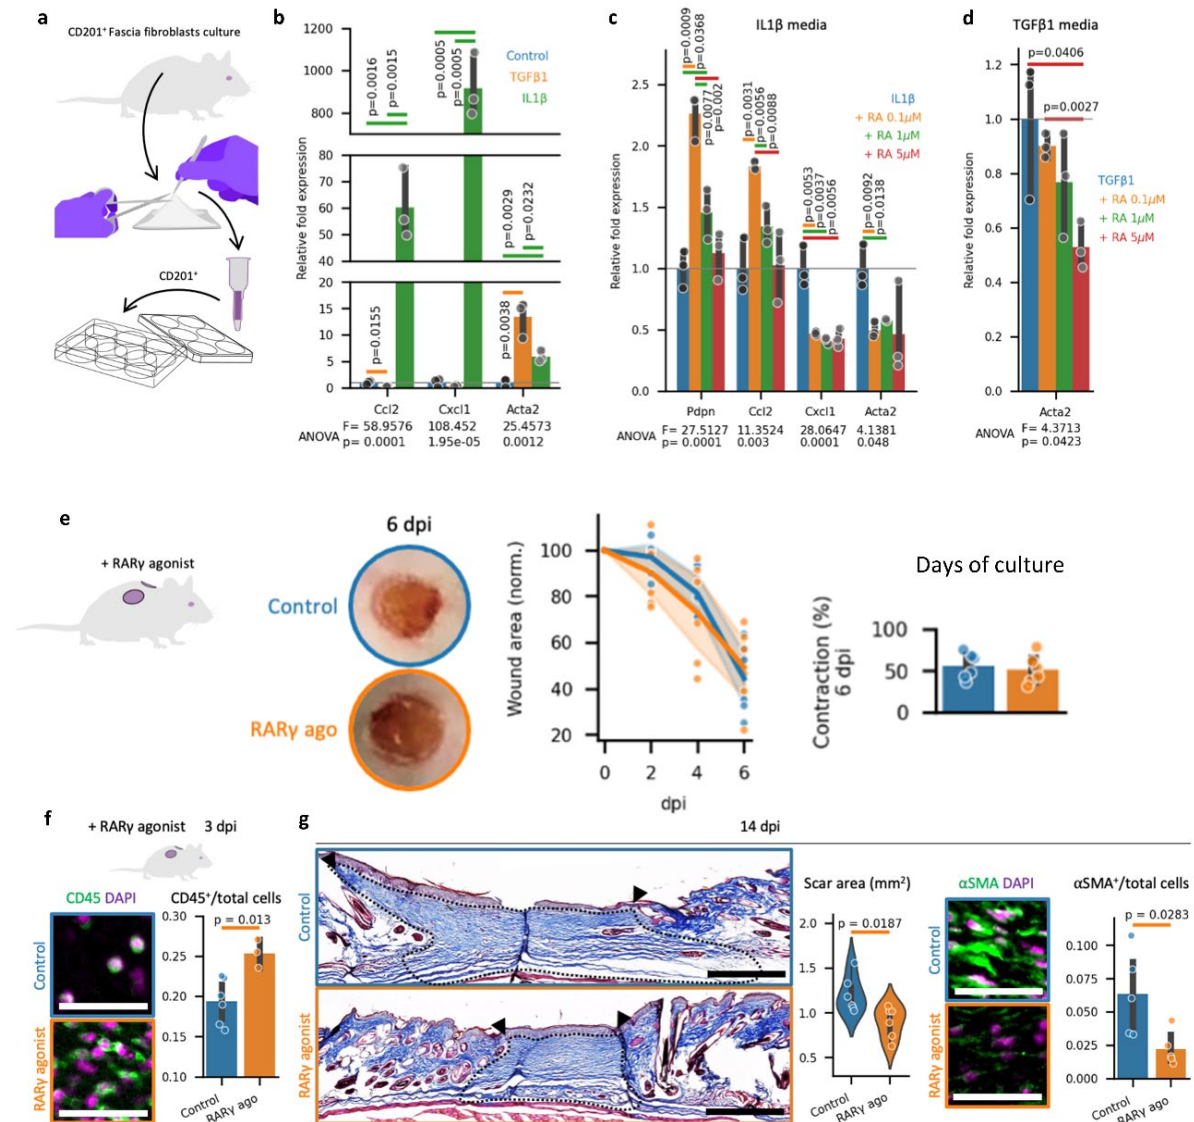 a
CD201⁺ Fascia fibroblasts culture
CD201⁺
b
Relative fold expression
1200
1000
800
80
60
50
40
20
15
10
5
0
Control
TGFβ1
IL1β
p=0.0016
p=0.0015
p=0.0005
p=0.0005
p=0.0029
p=0.0232
p=0.0155
p=0.0038
Ccl2 Cxcl1 Acta2
F= 58.9576 108.452 25.4573
ANOVA
p= 0.0001 1.95e-05 0.0012
c
IL1β media
Relative fold expression
2.5
2.0
1.5
1.0
0.5
0.0
p=0.0009
p=0.0368
p=0.0077
p=0.002
p=0.0031
p=0.0056
p=0.0088
p=0.0053
p=0.0037
p=0.0056
p=0.0092
p=0.0138
IL1β
+ RA 0.1μM
+ RA 1μM
+ RA 5μM
Pdpn Ccl2 Cxcl1 Acta2
F= 27.5127 11.3524 28.0647 4.1381
ANOVA
p= 0.0001 0.003 0.0001 0.048
d
TGFβ1 media
Relative fold expression
1.2
1.0
0.8
0.6
0.4
0.2
0.0
p=0.0406
p=0.0027
TGFβ1
+ RA 0.1μM
+ RA 1μM
+ RA 5μM
Acta2
F= 4.3713
ANOVA
p= 0.0423
e
+ RARγ agonist
6 dpi
Control
RARγ ago
Wound area (norm.)
100
80
60
40
20
0 2 4 6
dpi
Days of culture
Contraction (%)
6 dpi
100
50
0
f
+ RARγ agonist 3 dpi
CD45 DAPI
Control
RARγ agonist
CD45⁺/total cells
p = 0.013
0.30
0.25
0.20
0.15
0.10
Control
RARγ ago
g
14 dpi
Control
RARγ agonist
Scar area (mm²)
p = 0.0187
2.0
1.5
1.0
0.5
Control
RARγ ago
αSMA DAPI
Control
RARγ agonist
αSMA⁺/total cells
p = 0.0283
0.100
0.075
0.050
0.025
0.000
Control
RARγ ago